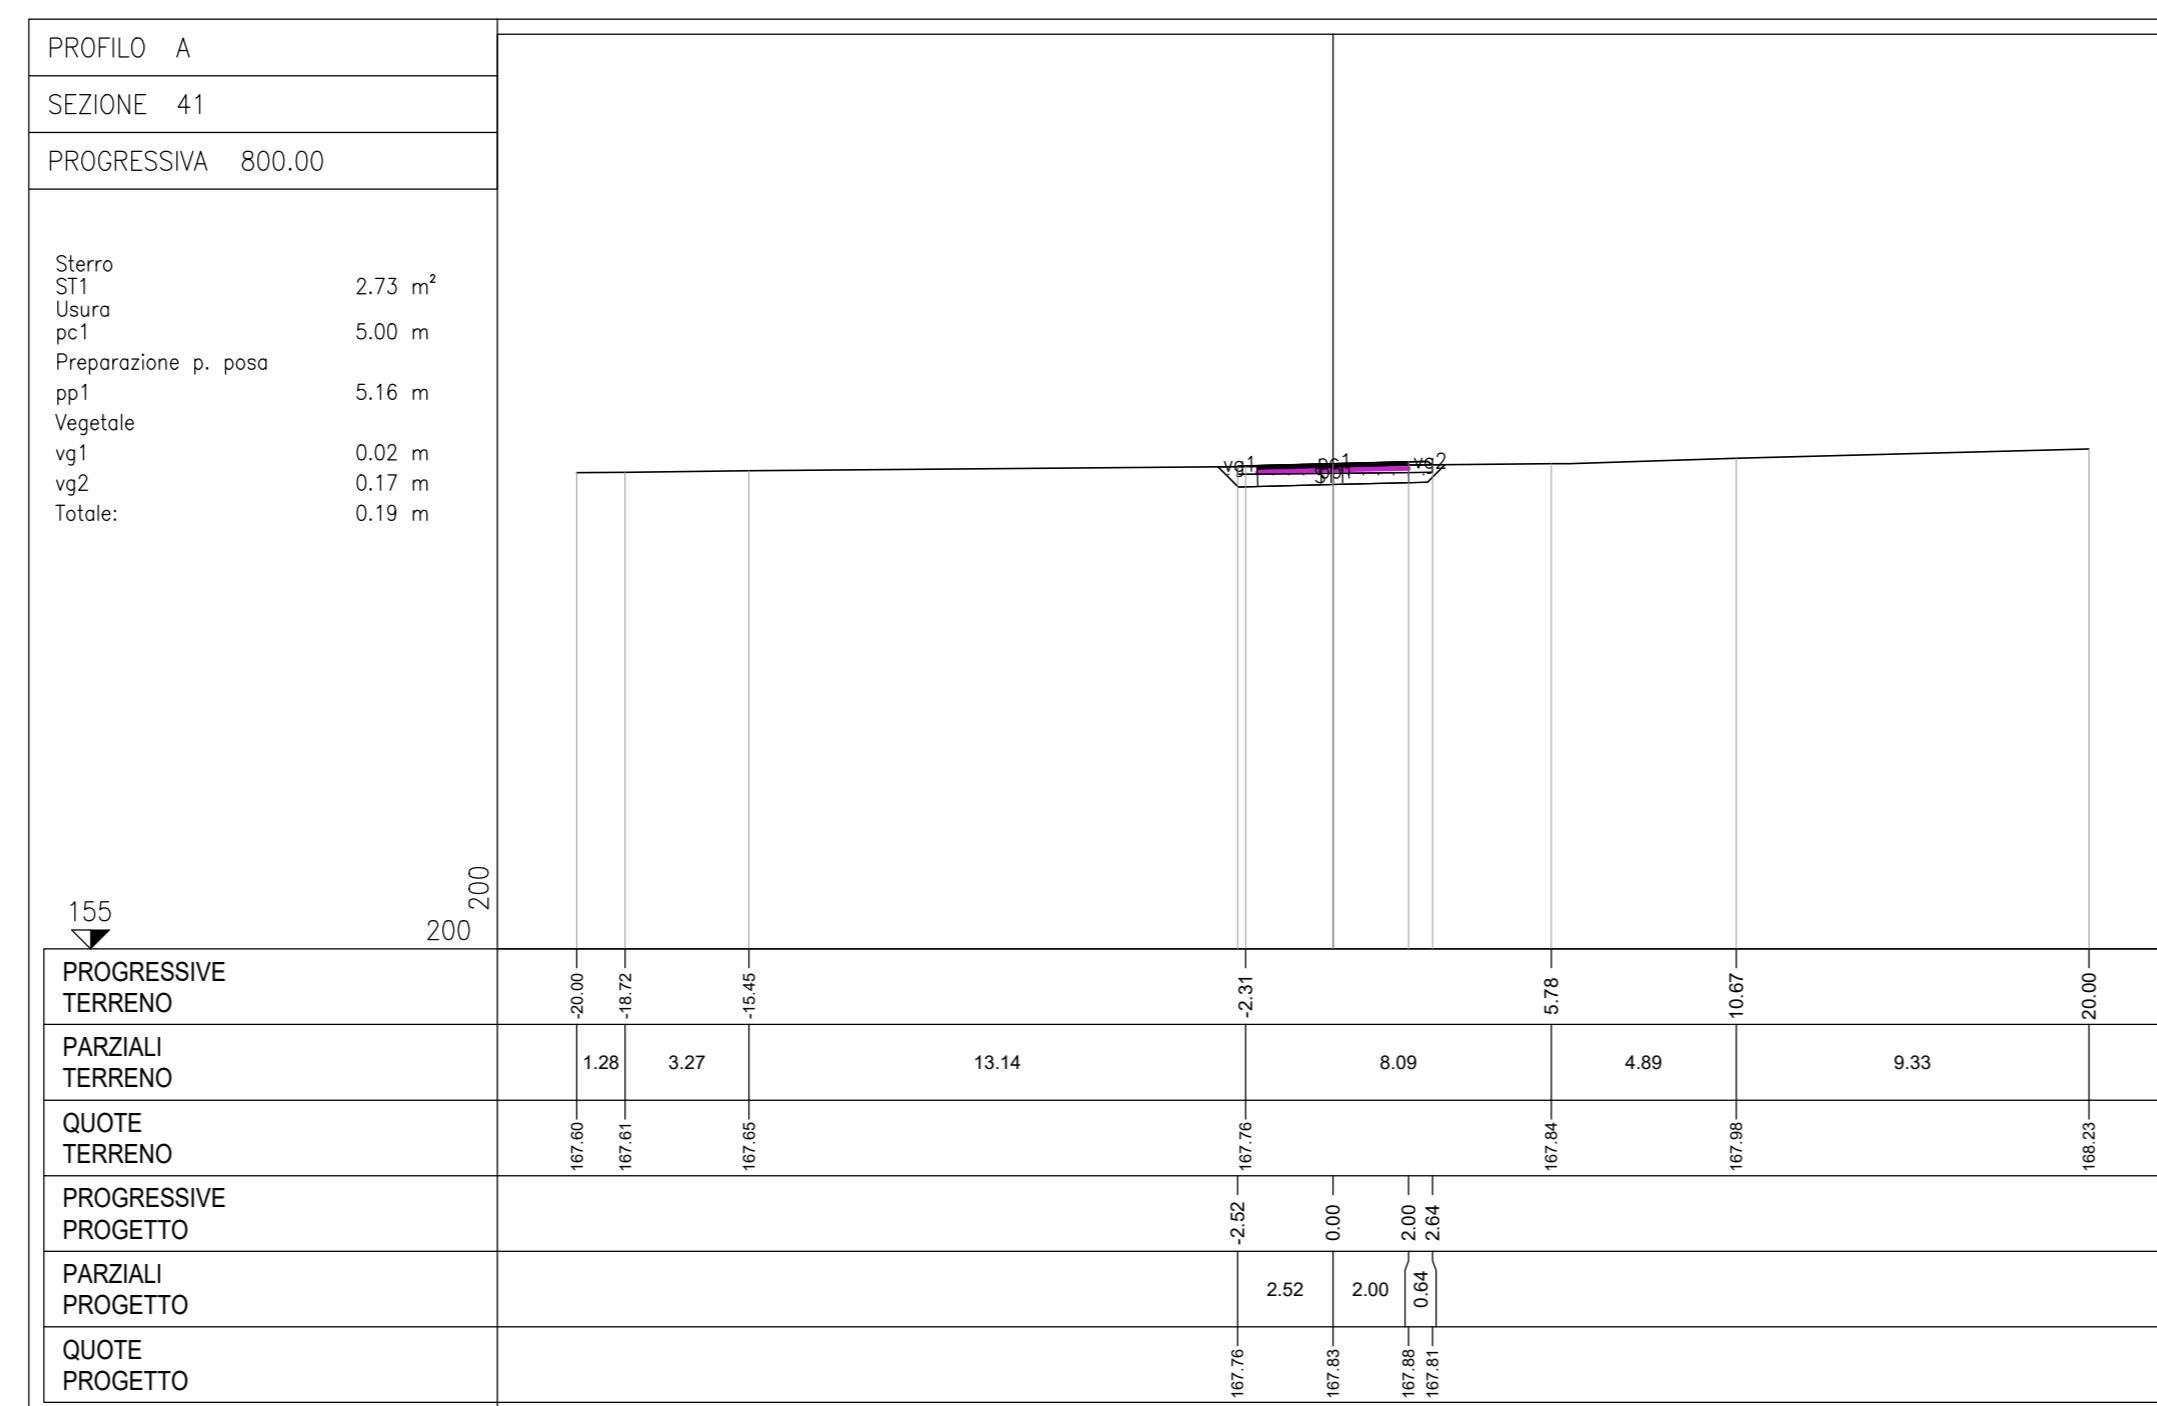 PROFILO A
SEZIONE 41
PROGRESSIVA 800.00
Sterro
ST1 2.73 m²
Usura
pc1 5.00 m
Preparazione p. posa
pp1 5.16 m
Vegetale
vg1 0.02 m
vg2 0.17 m
Totale: 0.19 m
vg1 pc1 vg2
155
200
200
PROGRESSIVE
TERRENO
-20.00 -18.72 -15.45 -2.31 5.78 10.67 20.00
PARZIALI
TERRENO
1.28 3.27 13.14 8.09 4.89 9.33
QUOTE
TERRENO
167.60 167.61 167.65 167.76 167.84 167.98 168.23
PROGRESSIVE
PROGETTO
-2.52 0.00 2.00 2.64
PARZIALI
PROGETTO
2.52 2.00 0.64
QUOTE
PROGETTO
167.76 167.83 167.88 167.81